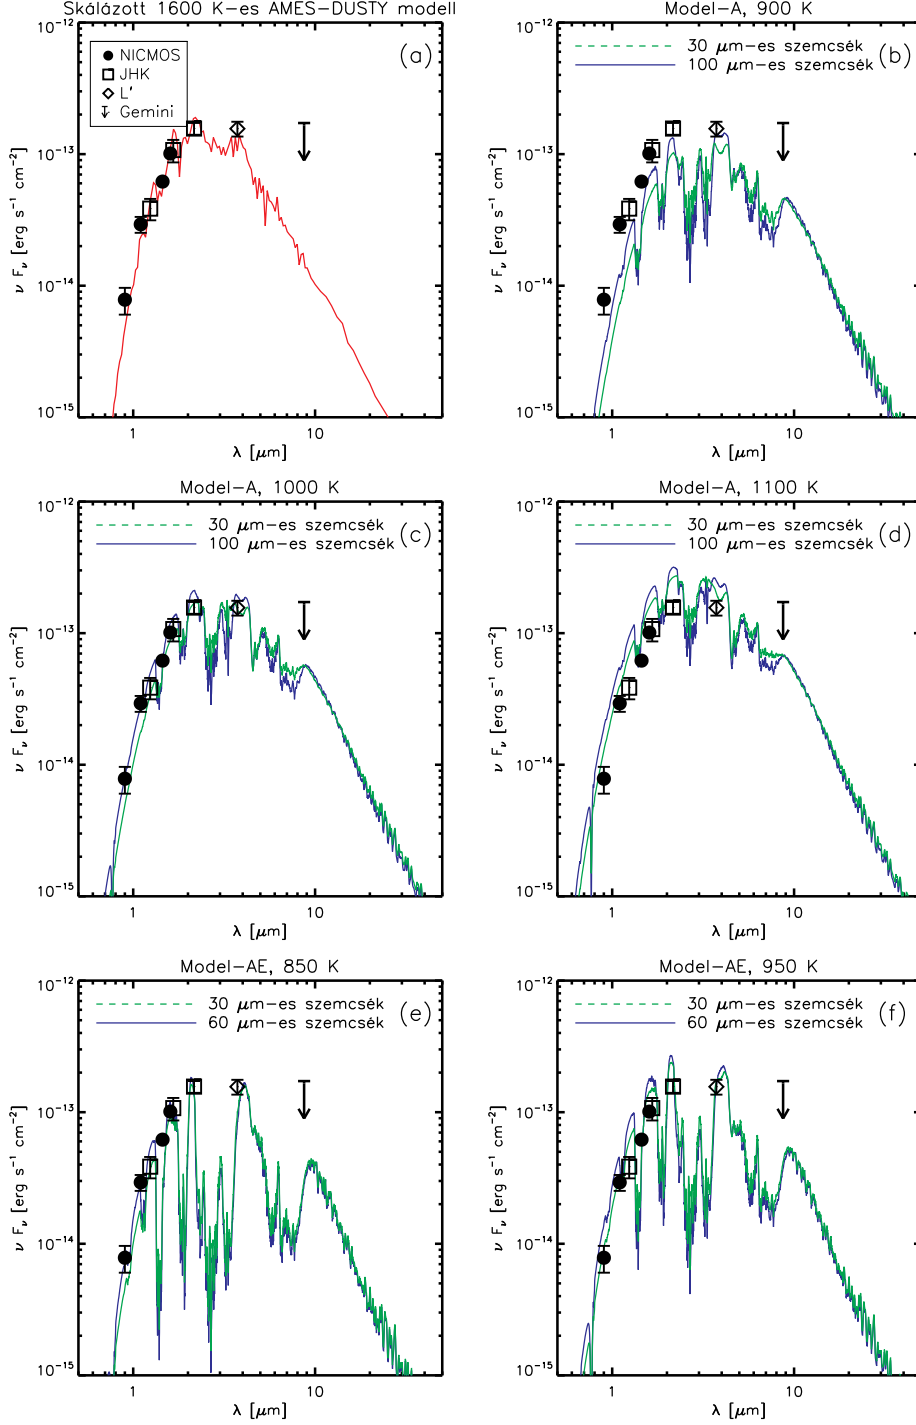 Skálázott 1600 K-es AMES-DUSTY modell
(a)
NICMOS
JHK
L'
Gemini
10⁻¹²
10⁻¹³
10⁻¹⁴
10⁻¹⁵
ν Fᵥ [erg s⁻¹ cm⁻²]
1 10
λ [μm]
Model-A, 900 K
30 μm-es szemcsék
100 μm-es szemcsék
(b)
10⁻¹²
10⁻¹³
10⁻¹⁴
10⁻¹⁵
ν Fᵥ [erg s⁻¹ cm⁻²]
1 10
λ [μm]
Model-A, 1000 K
30 μm-es szemcsék
100 μm-es szemcsék
(c)
10⁻¹²
10⁻¹³
10⁻¹⁴
10⁻¹⁵
ν Fᵥ [erg s⁻¹ cm⁻²]
1 10
λ [μm]
Model-A, 1100 K
30 μm-es szemcsék
100 μm-es szemcsék
(d)
10⁻¹²
10⁻¹³
10⁻¹⁴
10⁻¹⁵
ν Fᵥ [erg s⁻¹ cm⁻²]
1 10
λ [μm]
Model-AE, 850 K
30 μm-es szemcsék
60 μm-es szemcsék
(e)
10⁻¹²
10⁻¹³
10⁻¹⁴
10⁻¹⁵
ν Fᵥ [erg s⁻¹ cm⁻²]
1 10
λ [μm]
Model-AE, 950 K
30 μm-es szemcsék
60 μm-es szemcsék
(f)
10⁻¹²
10⁻¹³
10⁻¹⁴
10⁻¹⁵
ν Fᵥ [erg s⁻¹ cm⁻²]
1 10
λ [μm]